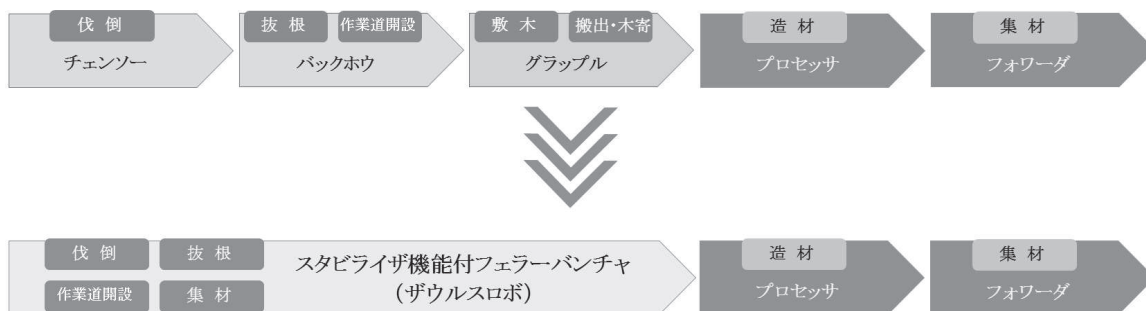 伐倒
チェンソー
抜根 作業道開設
バックホウ
敷木 搬出・木寄
グラップル
造材
プロセッサ
集材
フォワーダ
伐倒 抜根
作業道開設 集材
スタビライザ機能付フェラーバンチャ
(ザウルスロボ)
造材
プロセッサ
集材
フォワーダ